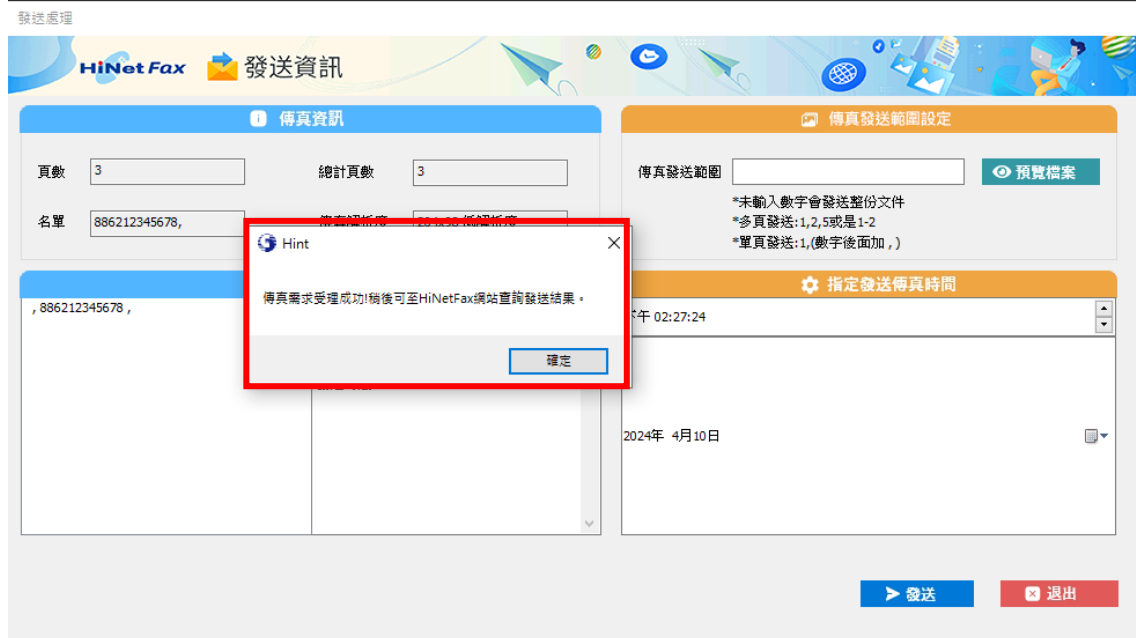 發送處理
HiNet Fax 發送資訊
傳真資訊
頁數 3 總計頁數 3
名單 886212345678,
, 886212345678 ,
Hint
傳真需求受理成功!稍後可至HiNetFax網站查詢發送結果。
確定
傳真發送範圍設定
傳真發送範圍 預覽檔案
*未輸入數字會發送整份文件
*多頁發送:1,2,5或是1-2
*單頁發送:1,(數字後面加 , )
指定發送傳真時間
午 02:27:24
2024年 4月10日
發送 退出